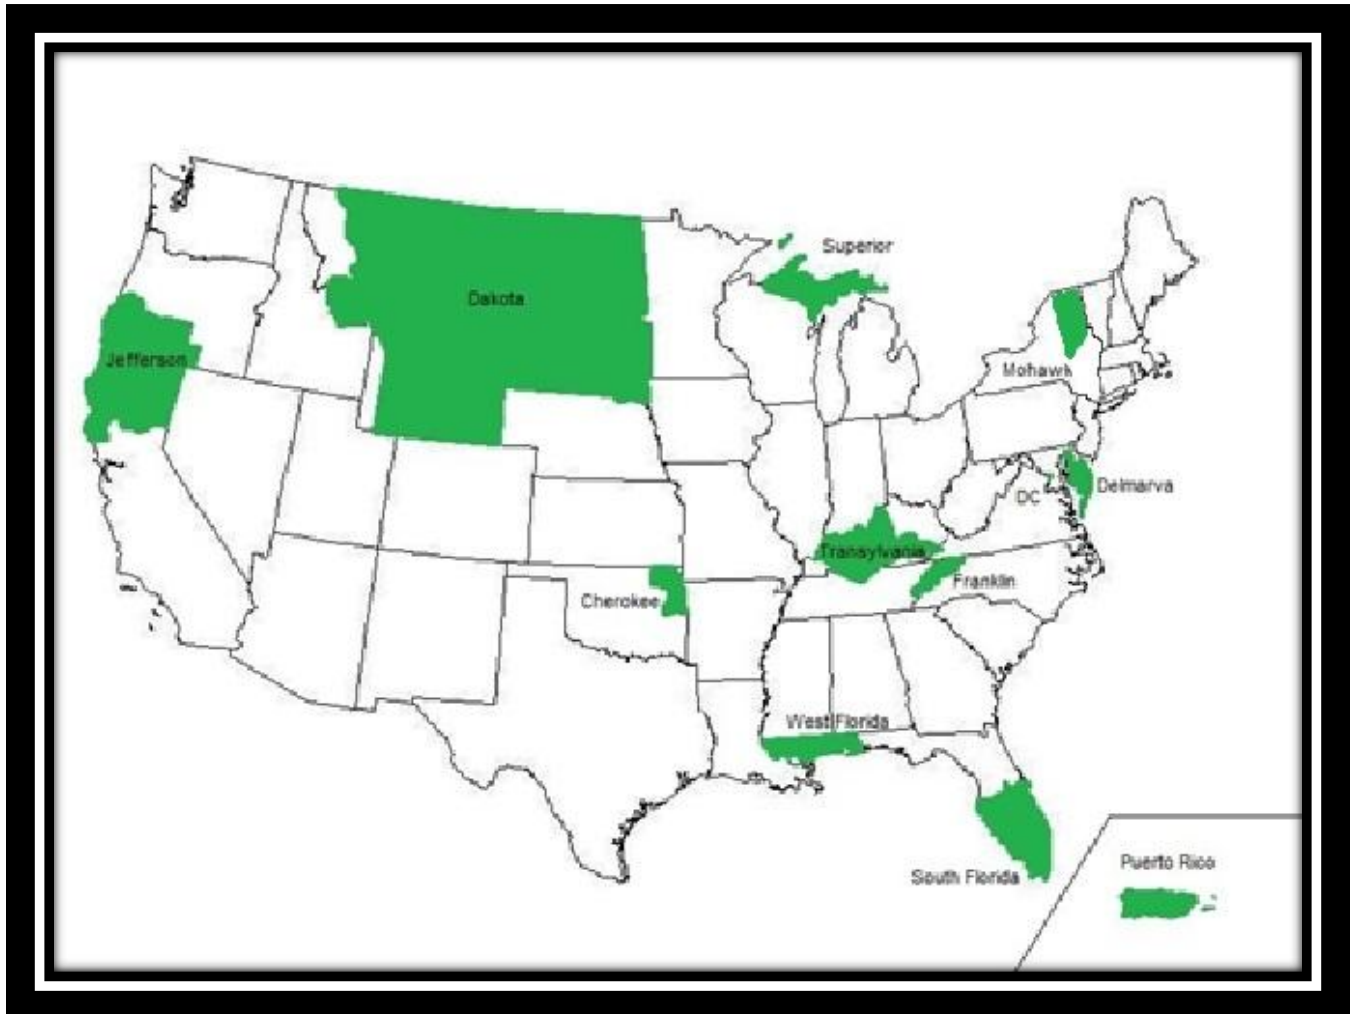 Superior
Dakota
Jefferson
Mohawk
Delmarva
DC
Transylvania
Franklin
Cherokee
West Florida
South Florida
Puerto Rico